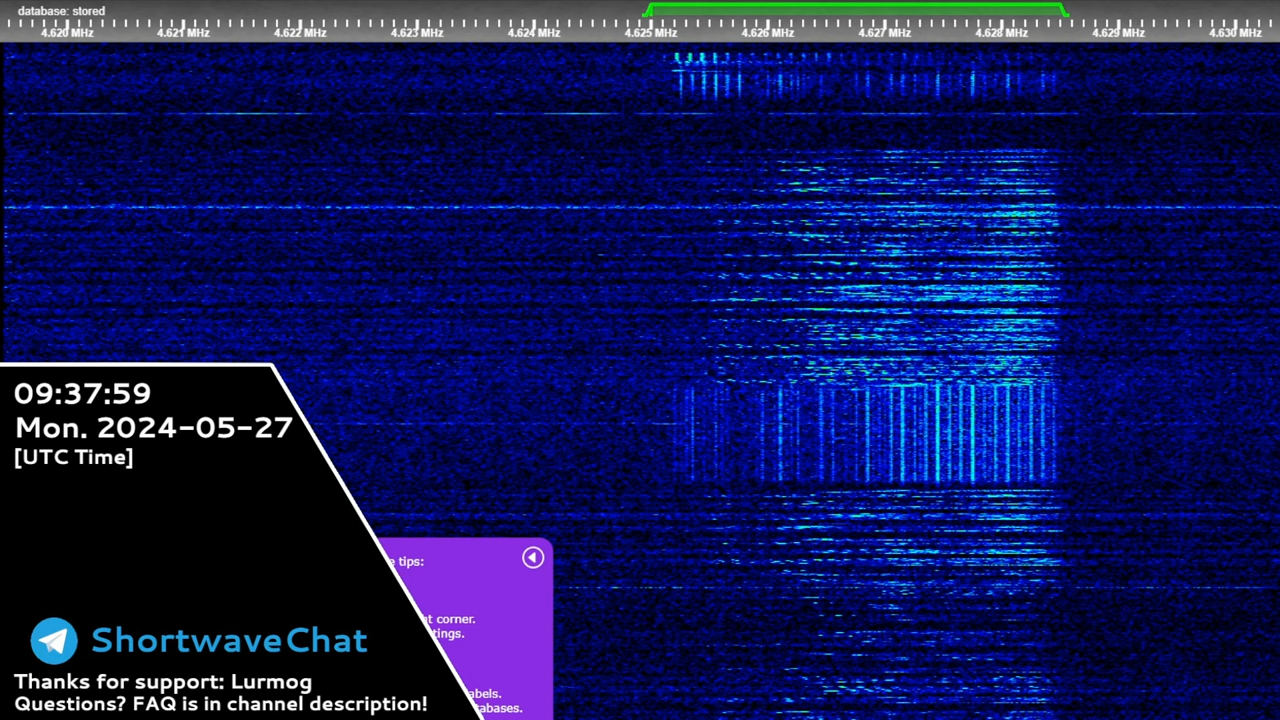 database: stored
4.620 MHz 4.621 MHz 4.622 MHz 4.623 MHz 4.624 MHz 4.625 MHz 4.626 MHz 4.627 MHz 4.628 MHz 4.629 MHz 4.630 MHz
09:37:59
Mon. 2024-05-27
[UTC Time]
tips:
corner.
ShortwaveChat
Thanks for support: Lurmog
Questions? FAQ is in channel description!